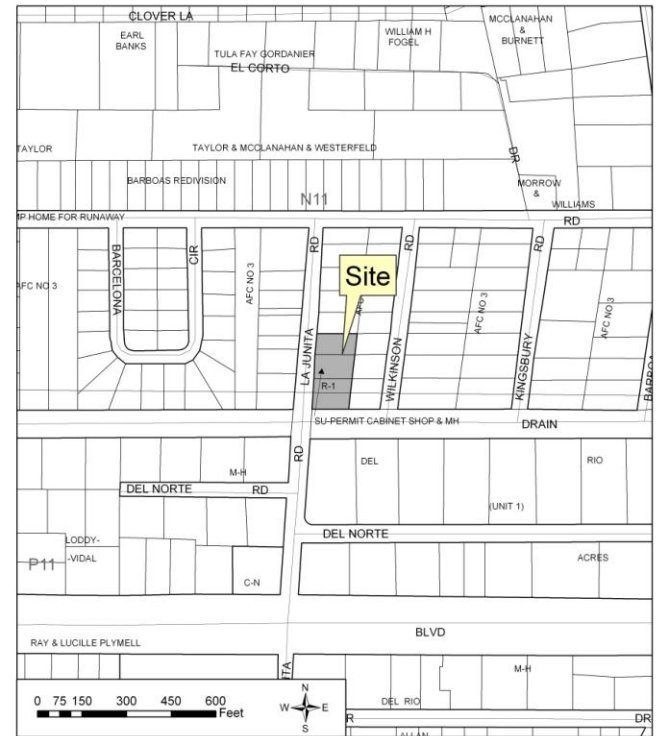 CLOVER LA
EARL
BANKS
TULA FAY GORDANIER
EL CORTO
WILLIAM H
FOGEL
MCCLANAHAN
&
BURNETT
TAYLOR
TAYLOR & MCCLANAHAN & WESTERFELD
DR
BARBOAS REDIVISION
MORROW
&
WILLIAMS
N11
MP HOME FOR RUNAWAY
RD
AFC NO 3
BARCELONA
CIR
AFC NO 3
RD
LA JUNITA
Site
R-1
RD
WILKINSON
AFC NO 3
RD
KINGSBURY
AFC NO 3
SU-PERMIT CABINET SHOP & MH
DRAIN
RD
M-H
DEL
RIO
DEL NORTE
RD
(UNIT 1)
DEL NORTE
LODDY-
-VIDAL
P11
C-N
ACRES
BLVD
RAY & LUCILLE PLYMELL
M-H
DEL RIO
DR
0 75 150 300 450 600
Feet
N
W
E
S